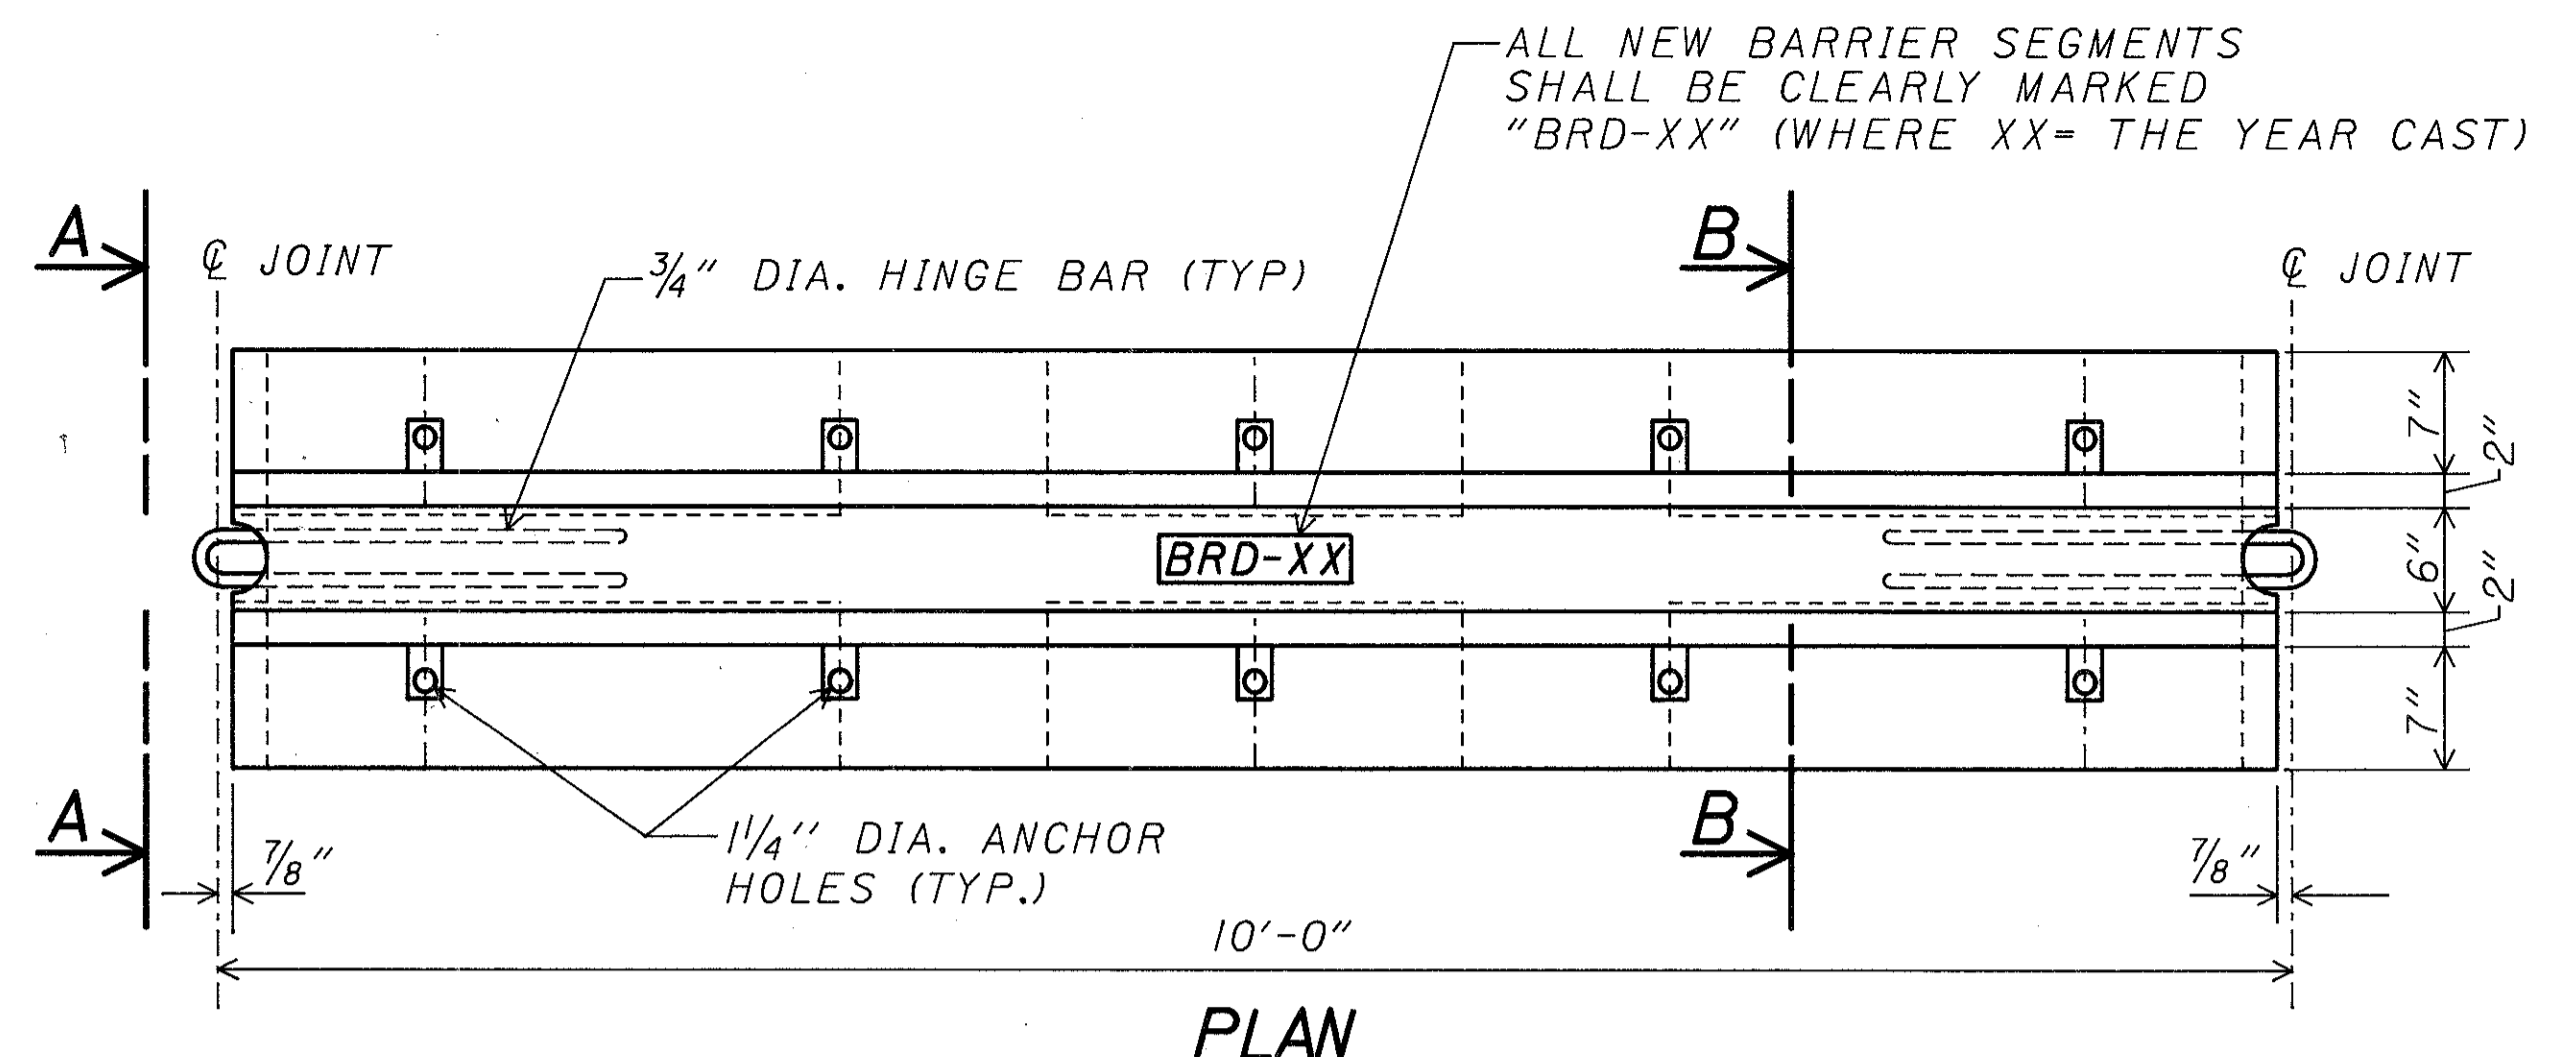 ALL NEW BARRIER SEGMENTS
SHALL BE CLEARLY MARKED
"BRD-XX" (WHERE XX= THE YEAR CAST)
A
B
℄ JOINT
3/4" DIA. HINGE BAR (TYP)
℄ JOINT
7"
2"
6"
BRD-XX
2"
7"
A
B
1 1/4" DIA. ANCHOR
HOLES (TYP.)
7/8"
7/8"
10'-0"
PLAN